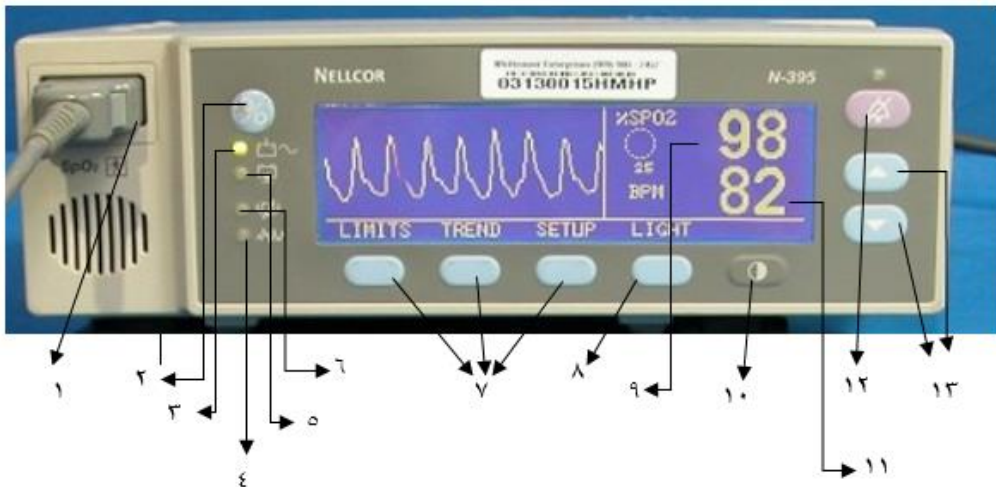 NELLCOR
03130015HMHP
N-395
SpO₂
%SPO2
98
25
BPM
82
LIMITS TREND SETUP LIGHT
١
٢
٣
٤
٥
٦
٧
٨
٩
١٠
١١
١٢
١٣